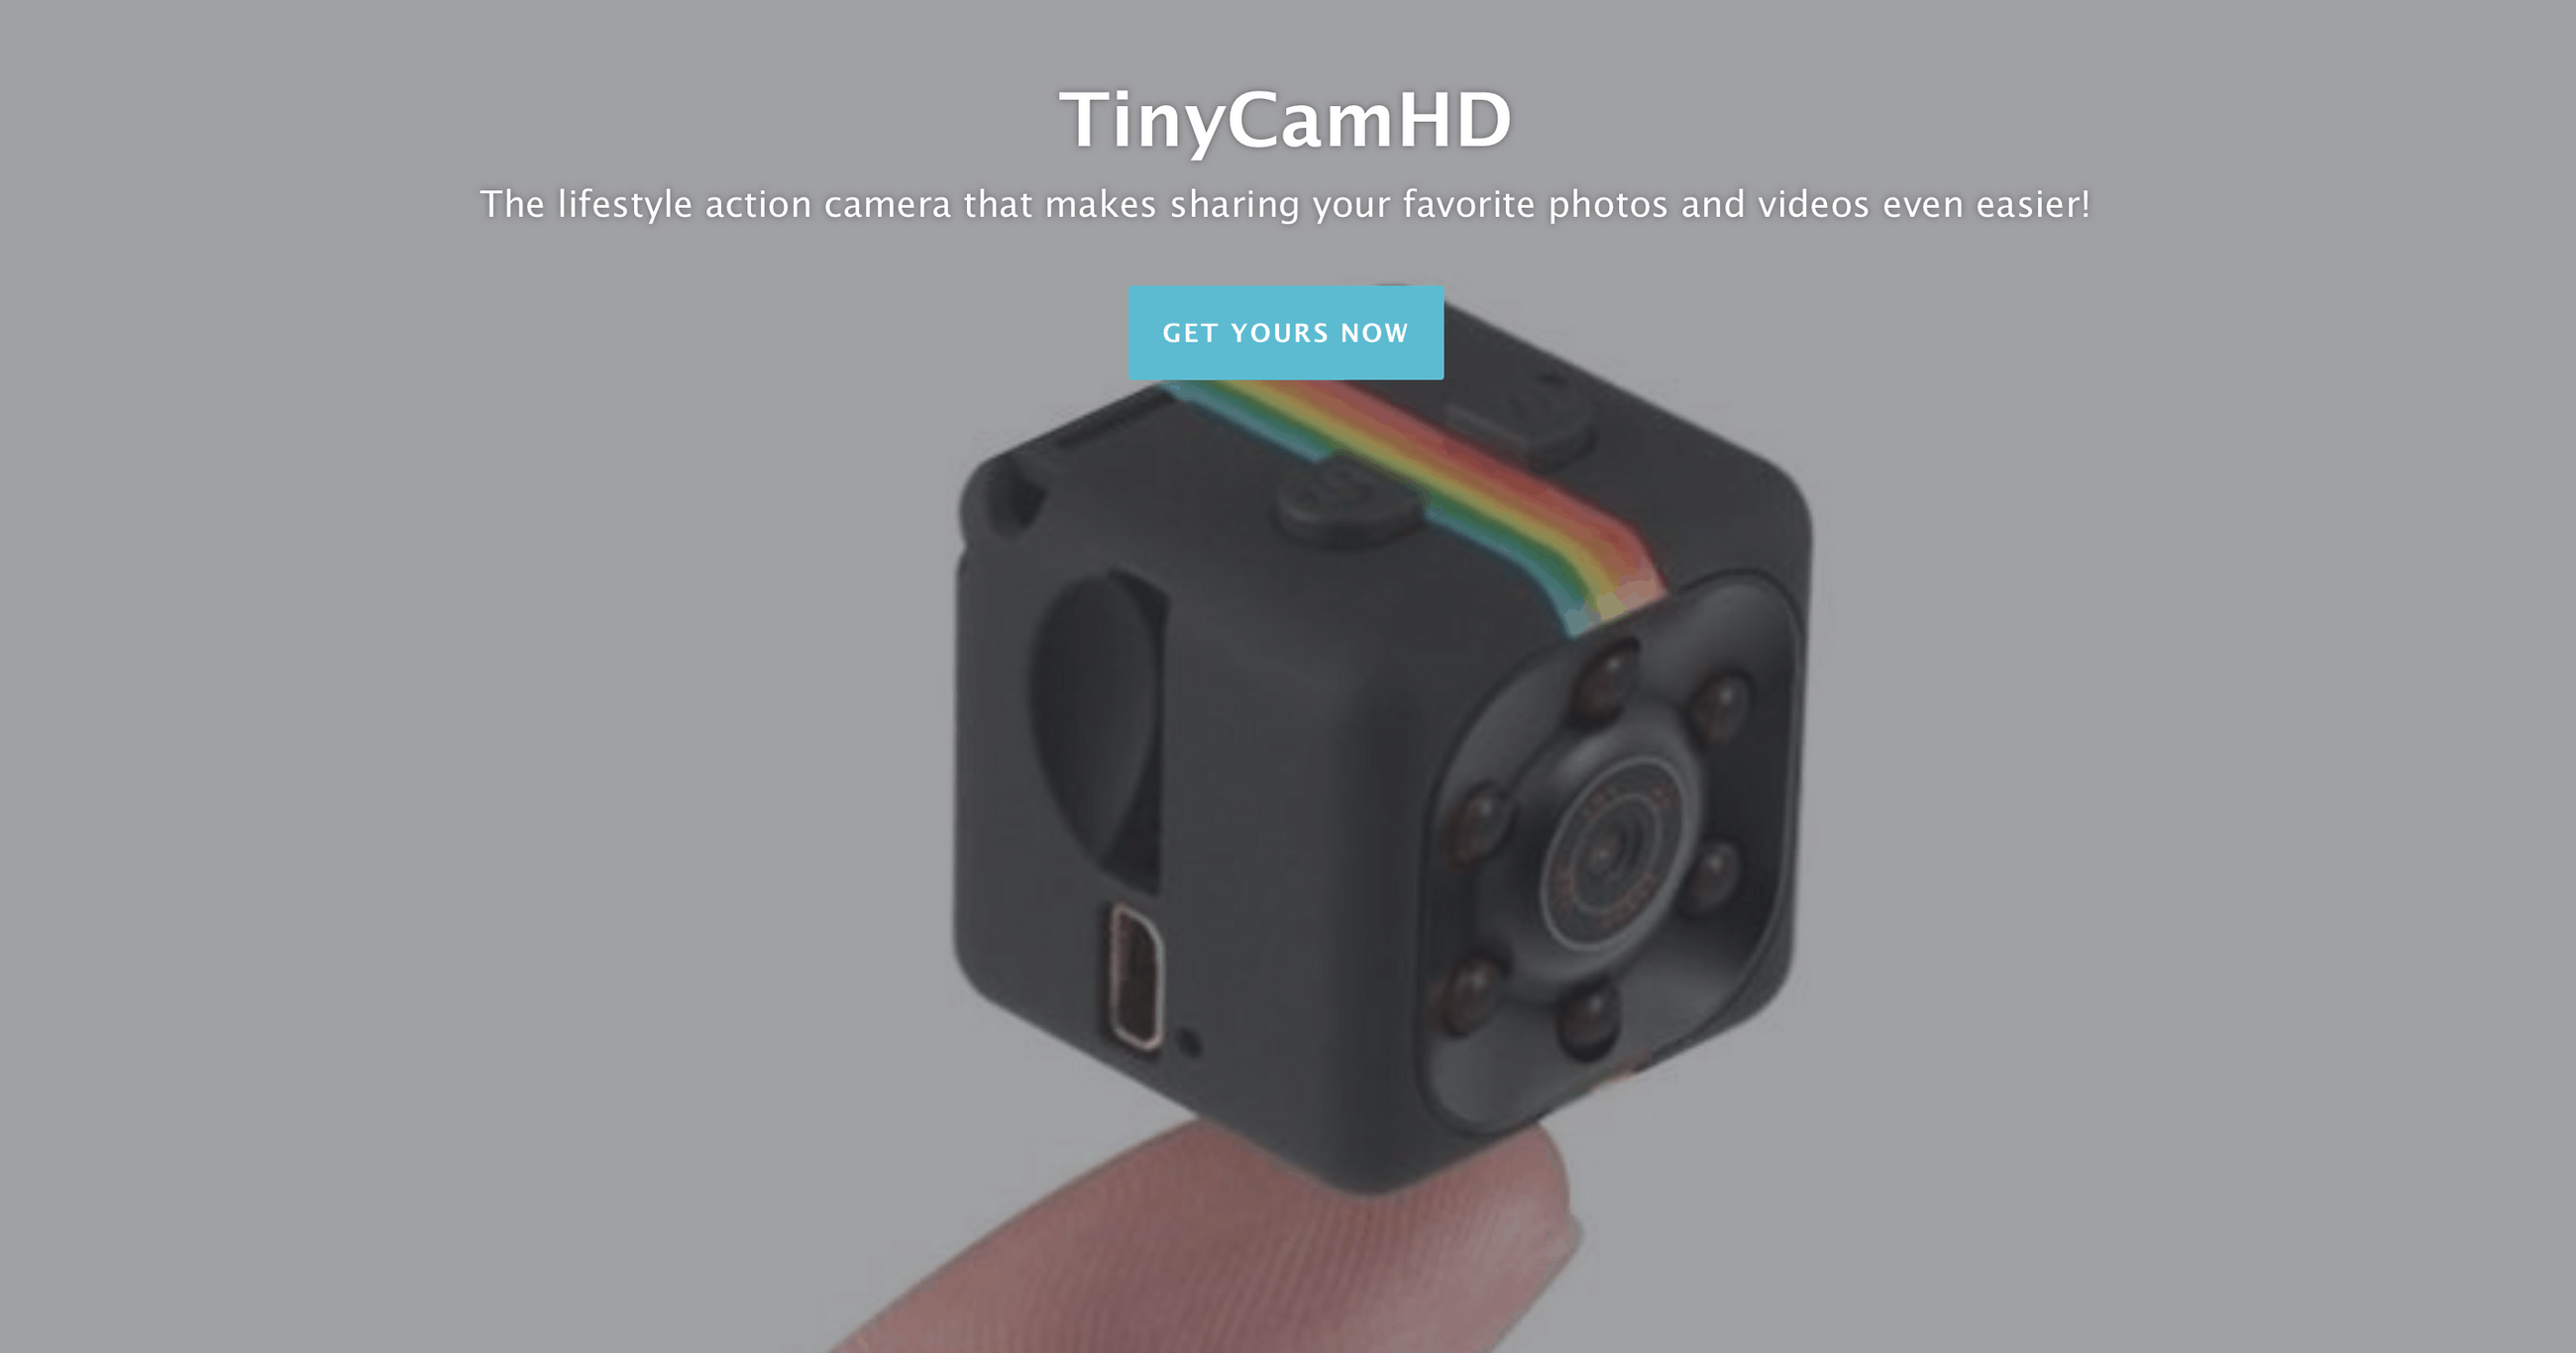 TinyCamHD
The lifestyle action camera that makes sharing your favorite photos and videos even easier!
GET YOURS NOW